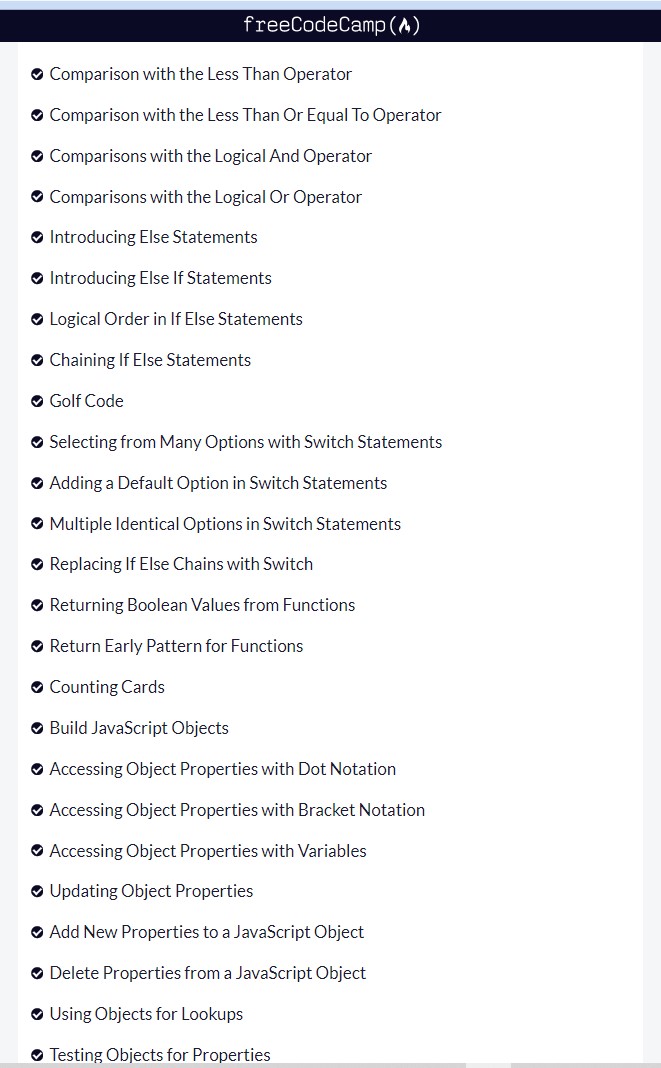 freeCodeCamp
Comparison with the Less Than Operator
Comparison with the Less Than Or Equal To Operator
Comparisons with the Logical And Operator
Comparisons with the Logical Or Operator
Introducing Else Statements
Introducing Else If Statements
Logical Order in If Else Statements
Chaining If Else Statements
Golf Code
Selecting from Many Options with Switch Statements
Adding a Default Option in Switch Statements
Multiple Identical Options in Switch Statements
Replacing If Else Chains with Switch
Returning Boolean Values from Functions
Return Early Pattern for Functions
Counting Cards
Build JavaScript Objects
Accessing Object Properties with Dot Notation
Accessing Object Properties with Bracket Notation
Accessing Object Properties with Variables
Updating Object Properties
Add New Properties to a JavaScript Object
Delete Properties from a JavaScript Object
Using Objects for Lookups
Testing Objects for Properties